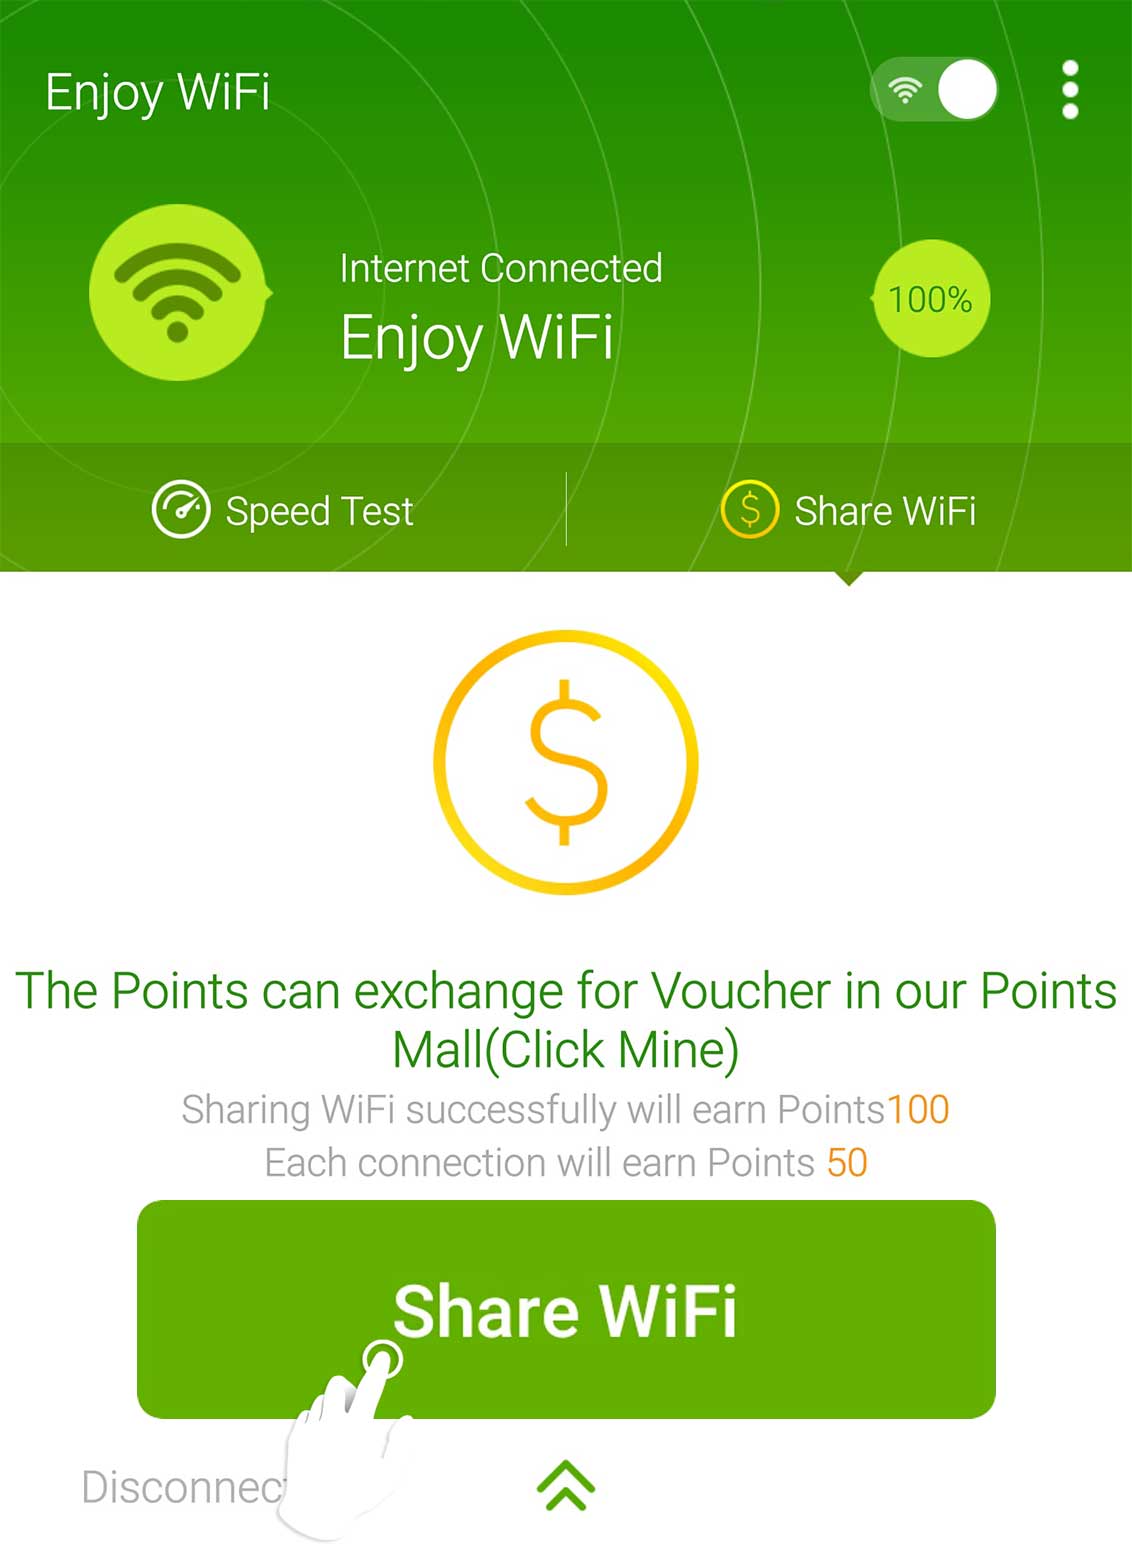 Enjoy WiFi
Internet Connected
Enjoy WiFi
100%
Speed Test
Share WiFi
The Points can exchange for Voucher in our Points
Mall(Click Mine)
Sharing WiFi successfully will earn Points100
Each connection will earn Points 50
Share WiFi
Disconnec